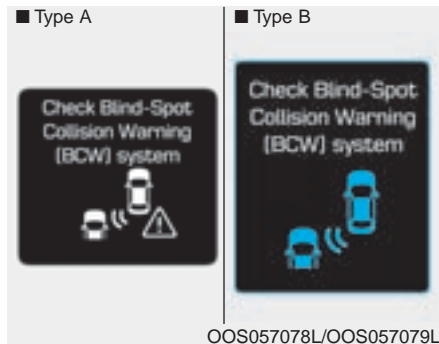 ■ Type A
Check Blind-Spot
Collision Warning
(BCW) system
■ Type B
Check Blind-Spot
Collision Warning
(BCW) system
OOS057078L/OOS057079L